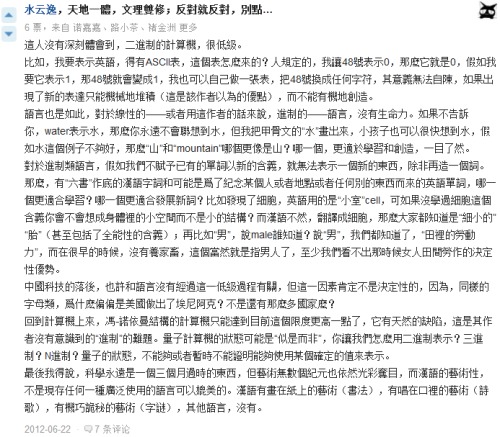 水云逸，天地一體，文理雙修；反對就反對，別點…
6 票，来自 诺嘉嘉、路小茶、褚金洲 更多
這人沒有深刻體會到，二進制的計算機，很低級。
比如，我要表示英語，得有ASCII表，這個表怎麼來的？人規定的，我讓48號表示0，那麼它就是0，假如我
要它表示1，那48號就會變成1，我也可以自己做一張表，把48號換成任何字符，其意義無法自陳，如果出
現了新的表達只能機械地堆積（這是該作者以為的優點），而不能有機地創造。
語言也是如此，對於線性的——或者用這作者的話來說，進制的——語言，沒有生命力。如果不告訴
你，water表示水，那麼你永遠不會聯想到水，但我把甲骨文的“水”畫出來，小孩子也可以很快想到水，假
如水這個例子不夠好，那麼“山”和“mountain”哪個更像是山？哪一個，更適於學習和創造，一目了然。
對於進制類語言，假如我們不賦予已有的單詞以新的含義，就無法表示一個新的東西，除非再造一個詞。
那麼，有“六書”作底的漢語字詞和可能是爲了紀念某個人或者地點或者任何別的東西而來的英語單詞，哪一
個更適合學習？哪一個更適合發展新詞？比如發現了細胞，英語用的是“小室”cell，可如果沒學過細胞這個
含義你會不會想成身體裡的小空間而不是小的結構？而漢語不然，翻譯成細胞，那麼大家都知道是“細小的”
“胎”（甚至包括了全能性的含義）；再比如“男”，說male誰知道？說“男”，我們都知道了，“田裡的勞動
力”，而在很早的時候，沒有養家畜，這個當然就是指男人了，至少我們看不出那時候女人田間勞作的決定
性優勢。
中國科技的落後，也許和語言沒有經過這一低級過程有關，但這一因素肯定不是決定性的，因為，同樣的
字母類，爲什麽偏偏是美國做出了埃尼阿克？不是還有那麽多國家麽？
回到計算機上來，馮-諾依曼結構的計算機只能達到目前這個限度更高一點了，它有天然的缺陷，這是其作
者沒有意識到的“進制”的難題。量子計算機的狀態可能是“似是而非”，你讓我們怎麽用二進制表示？三進
制？N進制？量子的狀態，不能夠或者暫時不能證明能夠使用某個確定的值來表示。
最後我得說，科學永遠是一個三個月過時的東西，但藝術無數個紀元也依然光彩奪目，而漢語的藝術性，
不是現存任何一種廣泛使用的語言可以媲美的。漢語有畫在紙上的藝術（書法），有唱在口裡的藝術（詩
歌），有機巧詭秘的藝術（字謎），其他語言，沒有。
2012-06-22 7 条评论